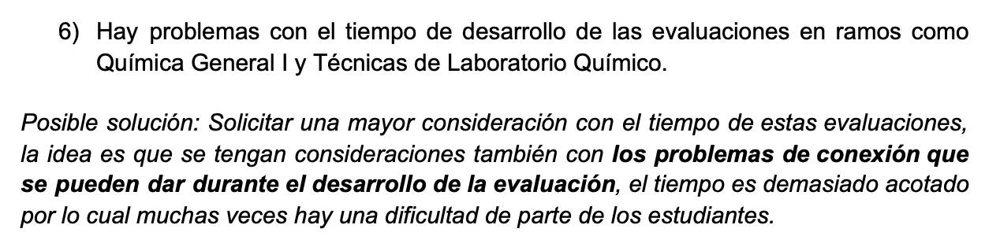 6) Hay problemas con el tiempo de desarrollo de las evaluaciones en ramos como
Química General I y Técnicas de Laboratorio Químico.
Posible solución: Solicitar una mayor consideración con el tiempo de estas evaluaciones,
la idea es que se tengan consideraciones también con los problemas de conexión que
se pueden dar durante el desarrollo de la evaluación, el tiempo es demasiado acotado
por lo cual muchas veces hay una dificultad de parte de los estudiantes.